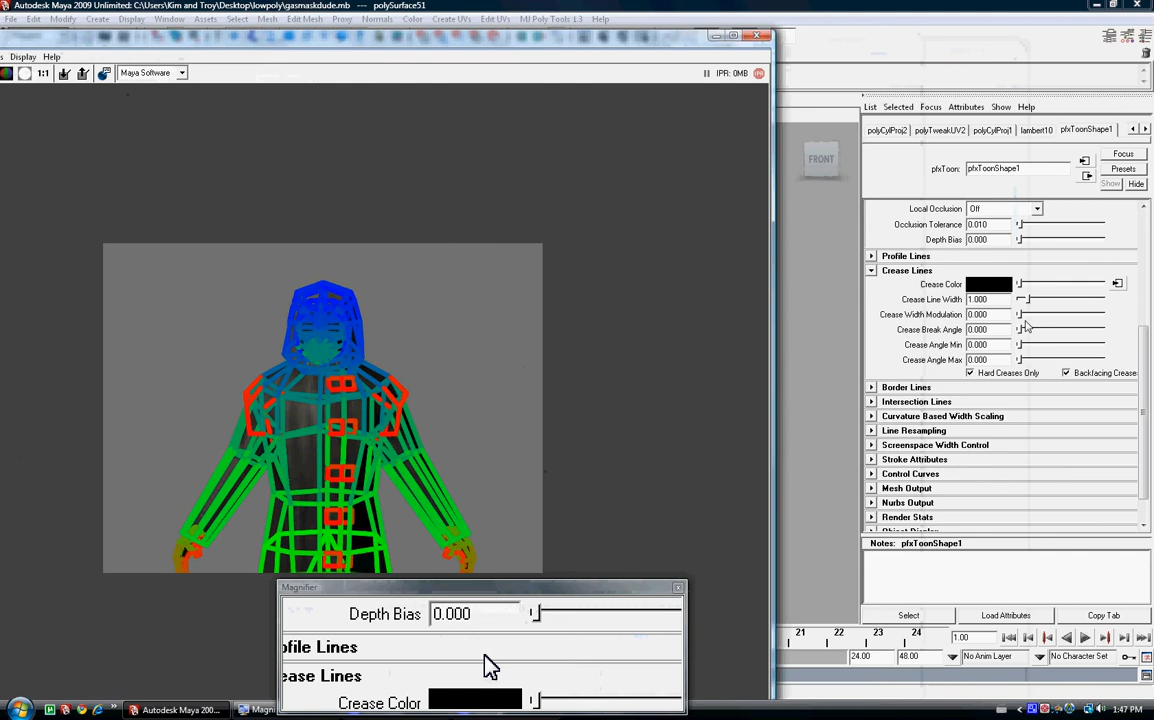 Autodesk Maya 2009 Unlimited: C:\Users\Kim and Troy\Desktop\lowpoly\gasmaskdude.mb --- polySurface51
File Edit Modify Create Display Window Assets Select Mesh Edit Mesh Proxy Normals Color Create UVs Edit UVs MJ Poly Tools L3 Help
s Display Help
1:1 Maya Software IPR: 0MB
List Selected Focus Attributes Show Help
polyCylProj2 polyTweakUV2 polyCylProj1 lambert10 pfxToonShape1
FRONT
pfxToon: pfxToonShape1
Focus
Presets
Show Hide
Local Occlusion Off
Occlusion Tolerance 0.010
Depth Bias 0.000
Profile Lines
Crease Lines
Crease Color
Crease Line Width 1.000
Crease Width Modulation 0.000
Crease Break Angle 0.000
Crease Angle Min 0.000
Crease Angle Max 0.000
Hard Creases Only Backfacing Crease
Border Lines
Intersection Lines
Curvature Based Width Scaling
Line Resampling
Screenspace Width Control
Stroke Attributes
Control Curves
Mesh Output
Nurbs Output
Render Stats
Notes: pfxToonShape1
Select Load Attributes Copy Tab
Magnifier
Depth Bias 0.000
ofile Lines
ease Lines
Crease Color
21 22 23 24 1.00
24.00 48.00 No Anim Layer No Character Set
Autodesk Maya 200... Magni
1:47 PM